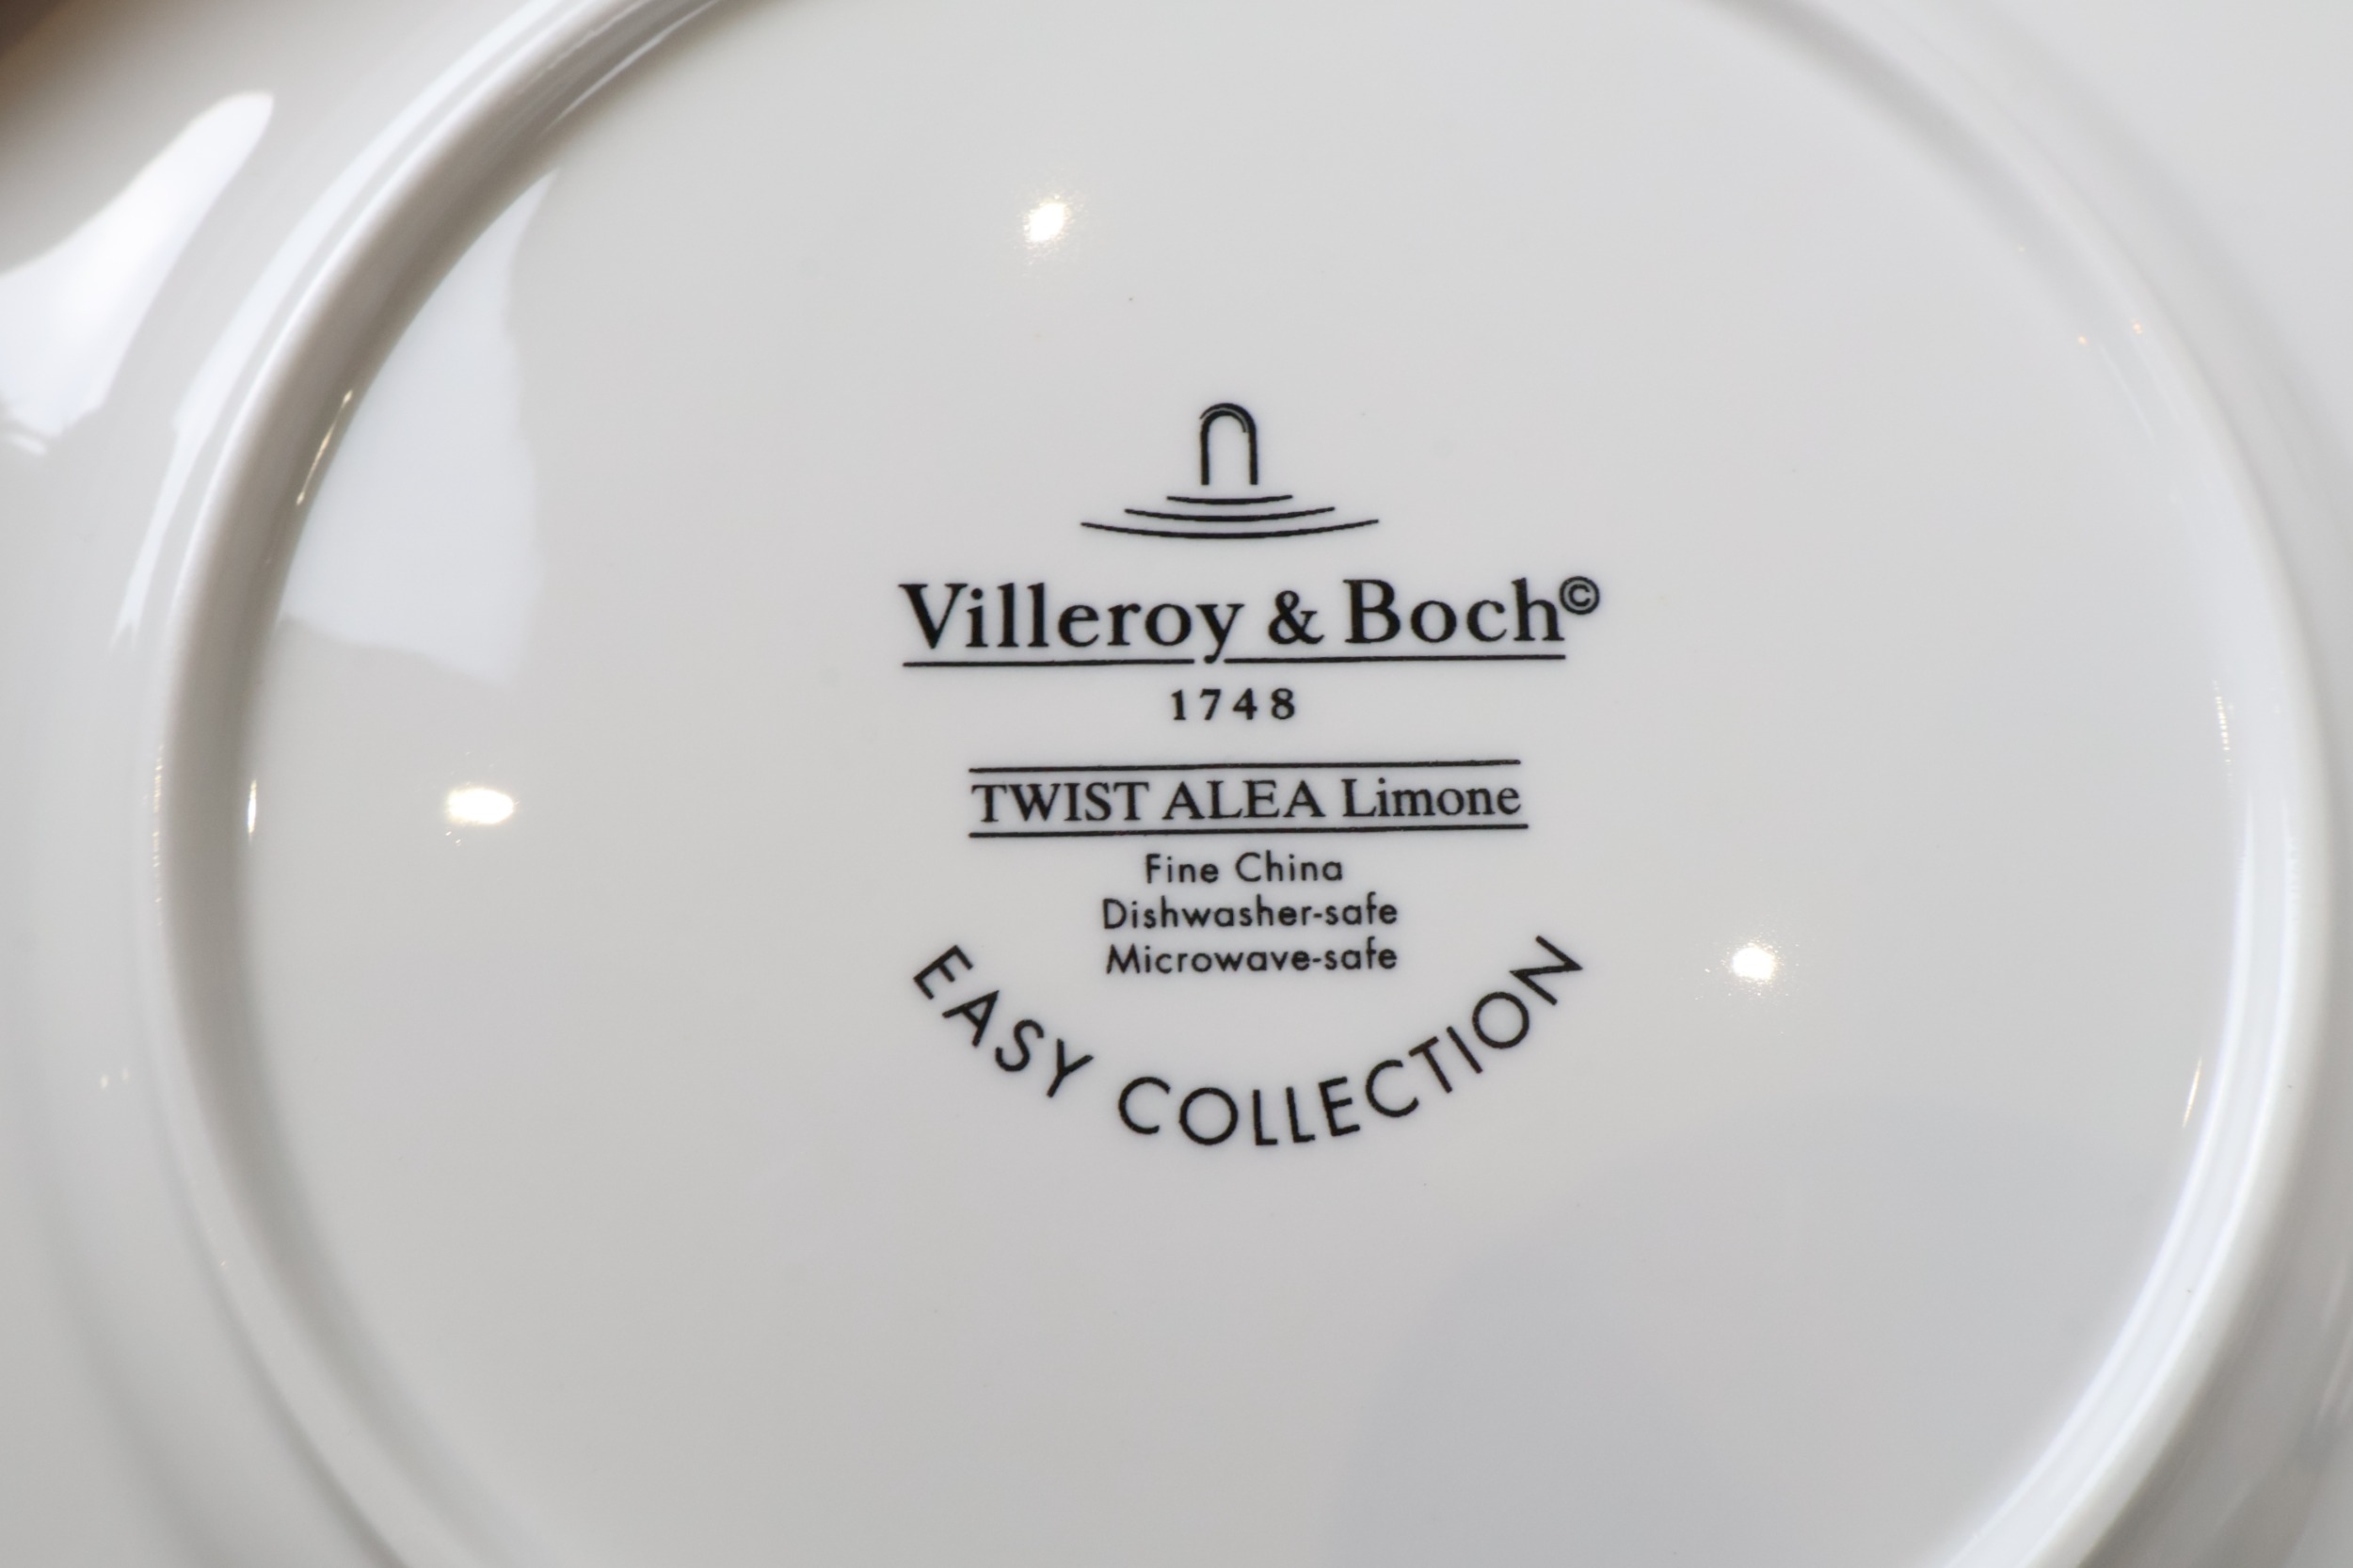 Villeroy & Boch©
1748
TWIST ALEA Limone
Fine China
Dishwasher-safe
Microwave-safe
EASY COLLECTION